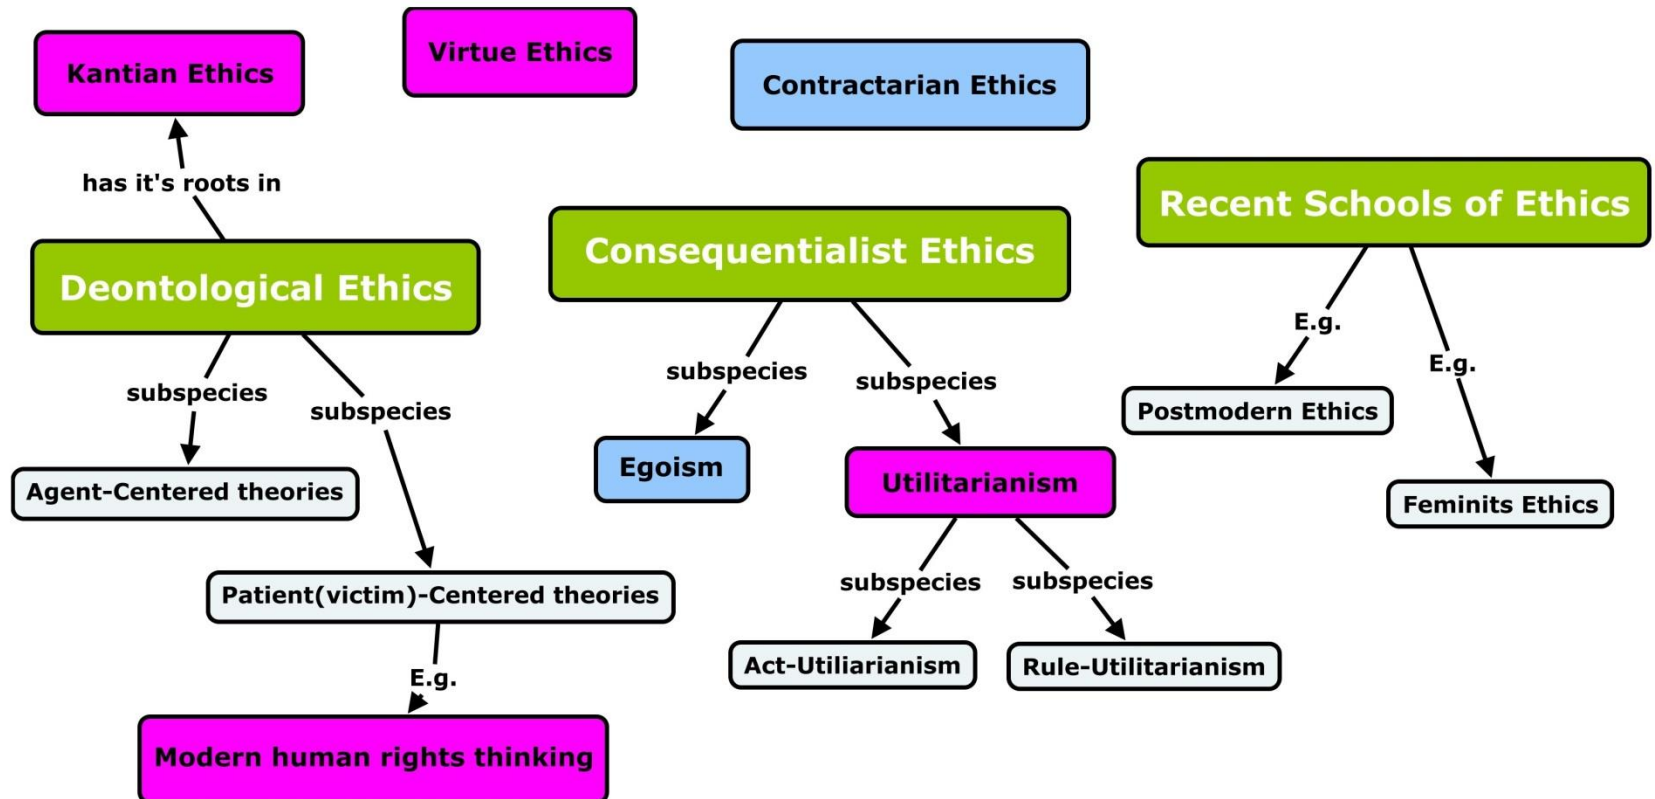 Kantian Ethics
Virtue Ethics
Contractarian Ethics
has it's roots in
Recent Schools of Ethics
Deontological Ethics
Consequentialist Ethics
E.g.
E.g.
subspecies
subspecies
subspecies
subspecies
Postmodern Ethics
Egoism
Utilitarianism
Agent-Centered theories
Feminits Ethics
subspecies
subspecies
Patient(victim)-Centered theories
Act-Utiliarianism
Rule-Utilitarianism
E.g.
Modern human rights thinking